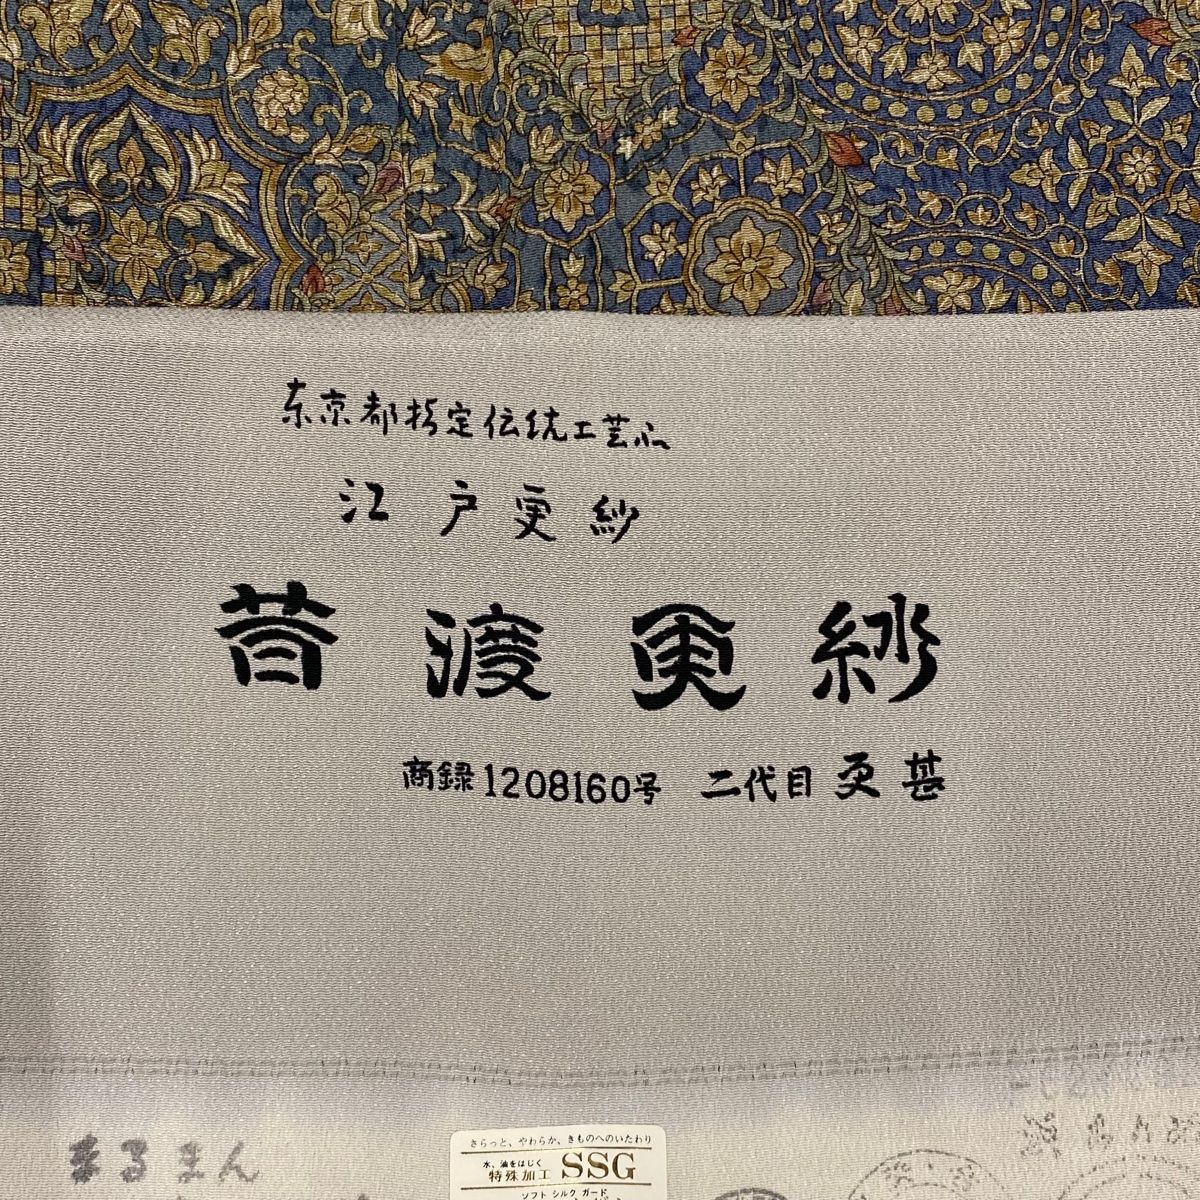 东京都指定伝統工芸品
江戸更紗
昔渡更紗
商録1208160号 二代目更甚
まるまん
さらっと、やわらか、きものへのいたわり
水、油をはじく
特殊加工 SSG
ソフト シルク ガード